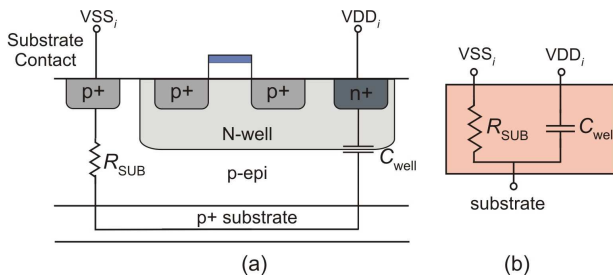 VSSi
VDDi
Substrate
Contact
p+
p+
p+
n+
N-well
RSUB
Cwell
p-epi
p+ substrate
(a)
VSSi
VDDi
RSUB
Cwell
substrate
(b)